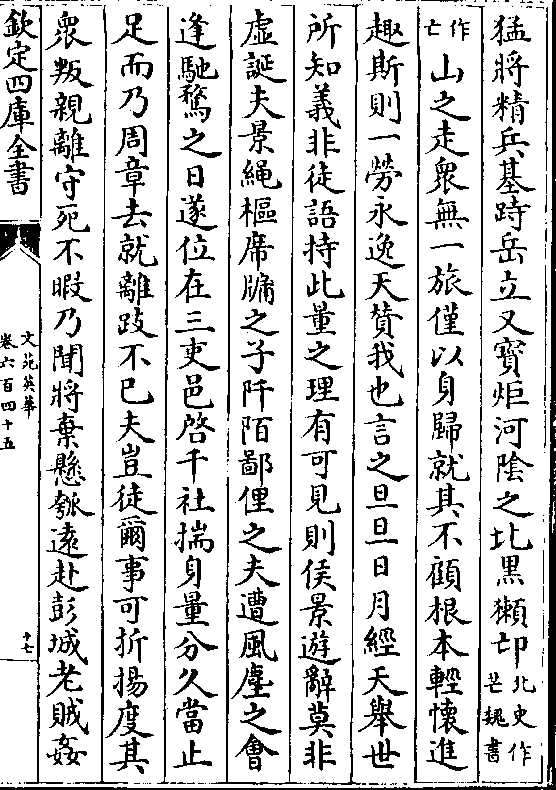 猛將精兵基跱岳立又寳炬河陰之北黒獺邙北史作芒魏書
作亡山之走衆無一旅僅以身歸就其不顧根本輕懷進
趣斯則一勞永逸天賛我也言之旦旦日月經天舉世
所知義非徒語持此量之理有可見則侯景遊辭莫非
虚誕夫景繩樞席牖之子阡陌鄙俚之夫遭風塵之會
逢馳騖之日遂位在三吏邑啓千社揣身量分久當止
足而乃周章去就離跂不已夫豈徒爾事可折揚度其
衆叛親離守死不暇乃聞將棄懸瓠遠赴彭城老賊姦
欽定四庫全書
文苑英華
卷六百四十五
十七